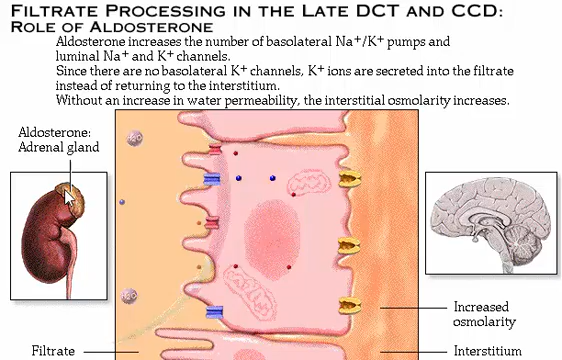 FILTRATE PROCESSING IN THE LATE DCT AND CCD:
ROLE OF ALDOSTERONE
Aldosterone increases the number of basolateral Na+/K+ pumps and
luminal Na+ and K+ channels.
Since there are no basolateral K+ channels, K+ ions are secreted into the filtrate
instead of returning to the interstitium.
Without an increase in water permeability, the interstitial osmolarity increases.
Aldosterone:
Adrenal gland
H2O
H2O
Increased
osmolarity
Filtrate
Interstitium